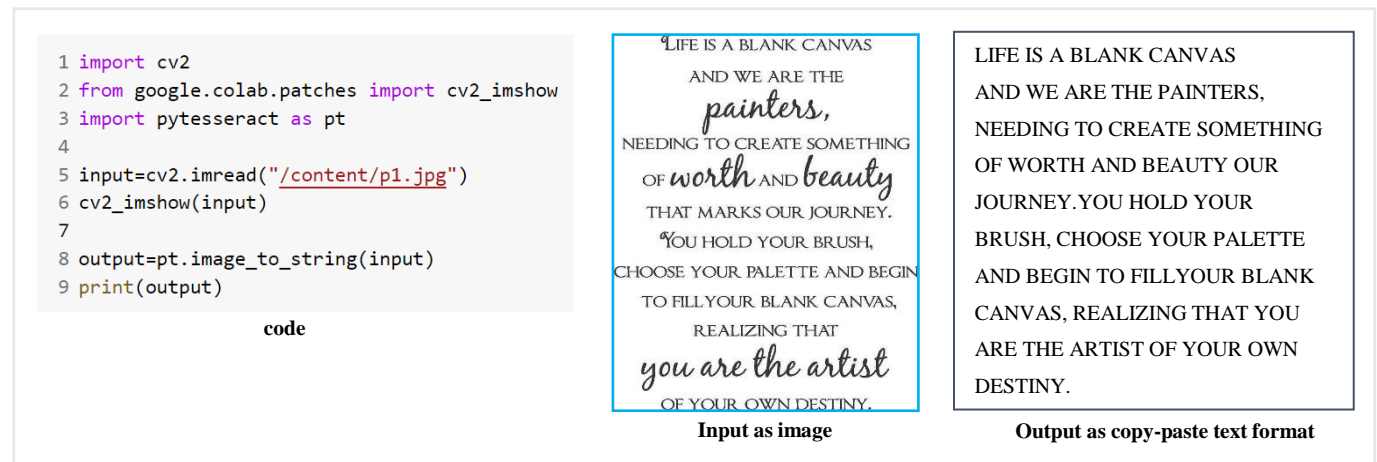 1 import cv2
2 from google.colab.patches import cv2_imshow
3 import pytesseract as pt
4
5 input=cv2.imread("/content/p1.jpg")
6 cv2_imshow(input)
7
8 output=pt.image_to_string(input)
9 print(output)
code
LIFE IS A BLANK CANVAS
AND WE ARE THE
painters,
NEEDING TO CREATE SOMETHING
OF worth AND beauty
THAT MARKS OUR JOURNEY.
YOU HOLD YOUR BRUSH,
CHOOSE YOUR PALETTE AND BEGIN
TO FILLYOUR BLANK CANVAS,
REALIZING THAT
you are the artist
OF YOUR OWN DESTINY.
Input as image
LIFE IS A BLANK CANVAS
AND WE ARE THE PAINTERS,
NEEDING TO CREATE SOMETHING
OF WORTH AND BEAUTY OUR
JOURNEY.YOU HOLD YOUR
BRUSH, CHOOSE YOUR PALETTE
AND BEGIN TO FILLYOUR BLANK
CANVAS, REALIZING THAT YOU
ARE THE ARTIST OF YOUR OWN
DESTINY.
Output as copy-paste text format